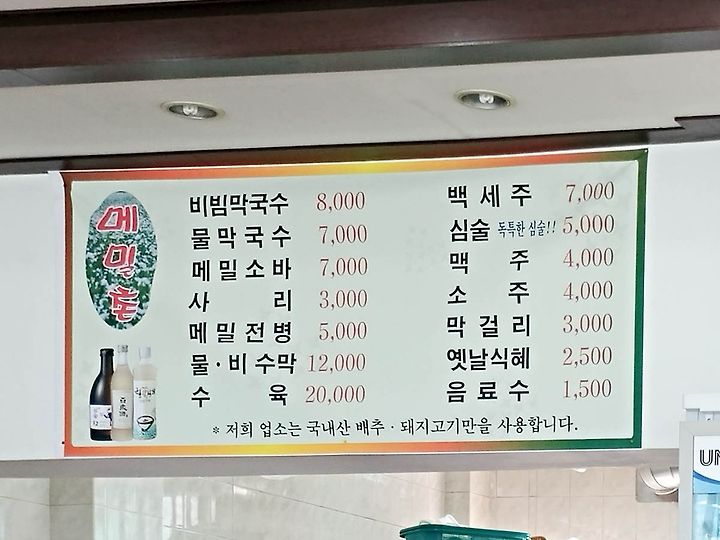 메밀촌
비빔막국수 8,000
물막국수 7,000
메밀소바 7,000
사리 3,000
메밀전병 5,000
물·비 수막 12,000
수육 20,000
백세주 7,000
심술 독특한 심술!! 5,000
맥주 4,000
소주 4,000
막걸리 3,000
옛날식혜 2,500
음료수 1,500
* 저희 업소는 국내산 배추·돼지고기만을 사용합니다.
UN